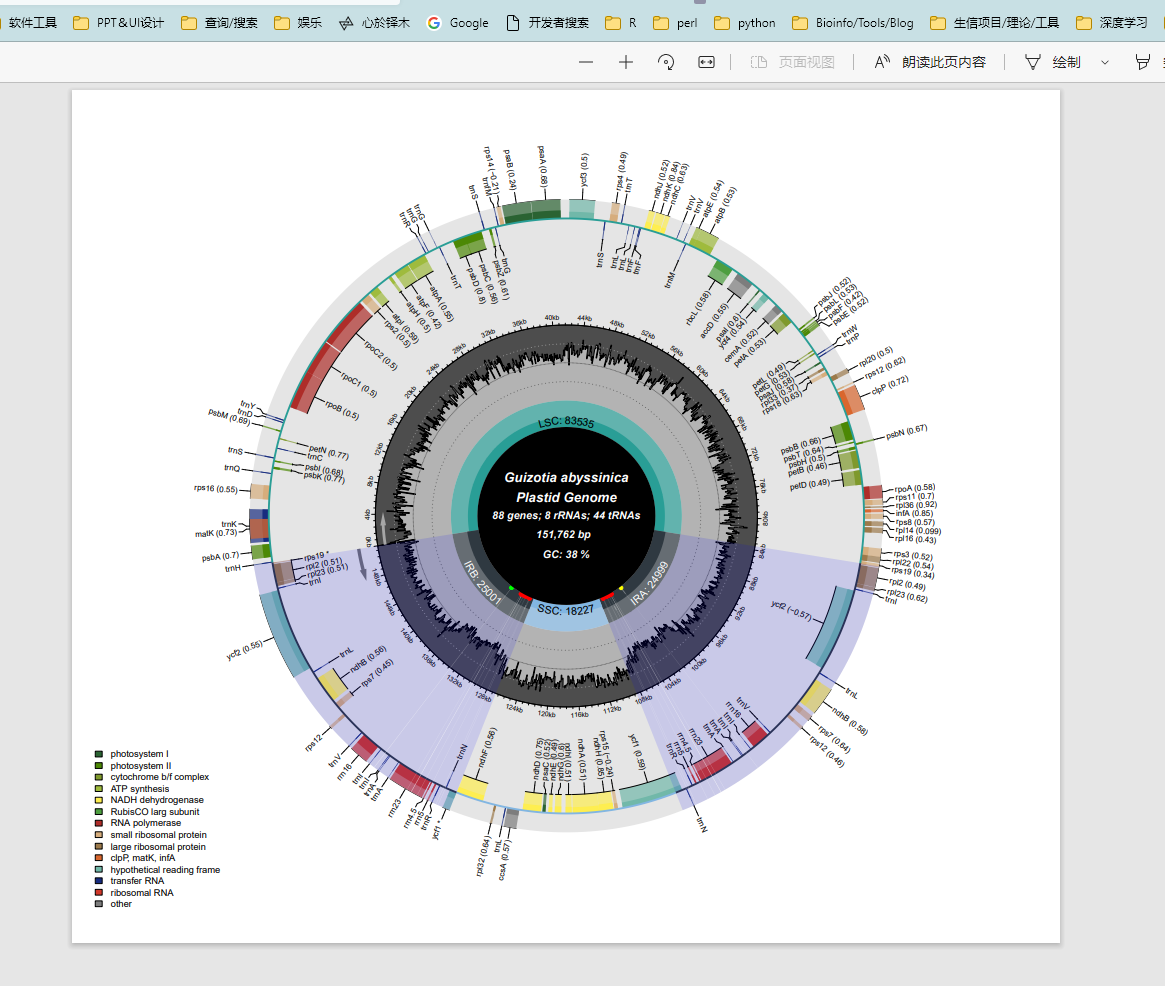 软件工具
PPT&UI设计
查询/搜索
娱乐
心於铎木
Google
开发者搜索
R
perl
python
Bioinfo/Tools/Blog
生信项目/理论/工具
深度学习
页面视图
朗读此页内容
绘制
rps14 (−0.21)
psaB (0.24)
psaA (0.68)
ycf3 (0.5)
rps4 (0.49)
trnT
ndhJ (0.52)
ndhK (0.84)
ndhC (0.63)
trnV
trnV
atpE (0.54)
atpB (0.53)
trnS
trnfM
trnG
trnG
trnR
trnT
psbD (0.8)
psbC (0.56)
psbZ (0.61)
trnG
trnS
trnL
trnL
trnF
trnF
trnM
rbcL (0.58)
accD (0.55)
psaI (0.6)
ycf4 (0.54)
cemA (0.52)
petA (0.53)
psbJ (0.52)
psbL (0.53)
psbF (0.42)
psbE (0.52)
trnW
trnP
petL (0.49)
petG (0.53)
psaJ (0.58)
rpl33 (0.37)
rps18 (0.63)
rpl20 (0.5)
rps12 (0.62)
clpP (0.72)
psbB (0.66)
psbT (0.64)
psbH (0.5)
petB (0.46)
petD (0.49)
psbN (0.67)
rpoA (0.58)
rps11 (0.7)
rpl36 (0.92)
infA (0.85)
rps8 (0.57)
rpl14 (0.099)
rpl16 (0.43)
rps3 (0.52)
rpl22 (0.54)
rps19 (0.34)
rpl2 (0.49)
rpl23 (0.62)
trnI
ycf2 (−0.57)
trnL
ndhB (0.58)
rps7 (0.64)
rps12 (0.46)
trnV
rrn16
trnI
trnI
trnA
trnA
rrn23
rrn4.5
rrn5
trnR
trnN
ycf1 (0.59)
rps15 (−0.24)
ndhH (0.85)
ndhA (0.51)
ndhI (0.51)
ndhG (0.6)
ndhE (0.49)
psaC (0.52)
ndhD (0.75)
ccsA (0.57)
trnL
rpl32 (0.64)
ndhF (0.56)
ycf1 *
trnN
trnR
rrn5
rrn4.5
rrn23
trnA
trnA
trnI
trnI
rrn16
trnV
rps12
rps7 (0.45)
ndhB (0.56)
trnL
ycf2 (0.55)
trnI
rpl23 (0.51)
rpl2 (0.51)
rps19 *
trnH
psbA (0.7)
matK (0.73)
trnK
rps16 (0.55)
trnQ
psbK (0.77)
psbI (0.68)
trnS
trnC
petN (0.77)
psbM (0.69)
trnD
trnY
rpoB (0.5)
rpoC1 (0.5)
rpoC2 (0.5)
rps2 (0.5)
atpI (0.59)
atpH (0.5)
atpF (0.42)
atpA (0.55)
0kb
4kb
8kb
12kb
16kb
20kb
24kb
28kb
32kb
36kb
40kb
44kb
48kb
52kb
56kb
60kb
64kb
68kb
72kb
76kb
80kb
84kb
88kb
92kb
96kb
100kb
104kb
108kb
112kb
116kb
120kb
124kb
128kb
132kb
136kb
140kb
144kb
148kb
LSC: 83535
Guizotia abyssinica
Plastid Genome
88 genes; 8 rRNAs; 44 tRNAs
151,762 bp
GC: 38 %
IRB: 25001
IRA: 24999
SSC: 18227
photosystem I
photosystem II
cytochrome b/f complex
ATP synthesis
NADH dehydrogenase
RubisCO larg subunit
RNA polymerase
small ribosomal protein
large ribosomal protein
clpP, matK, infA
hypothetical reading frame
transfer RNA
ribosomal RNA
other